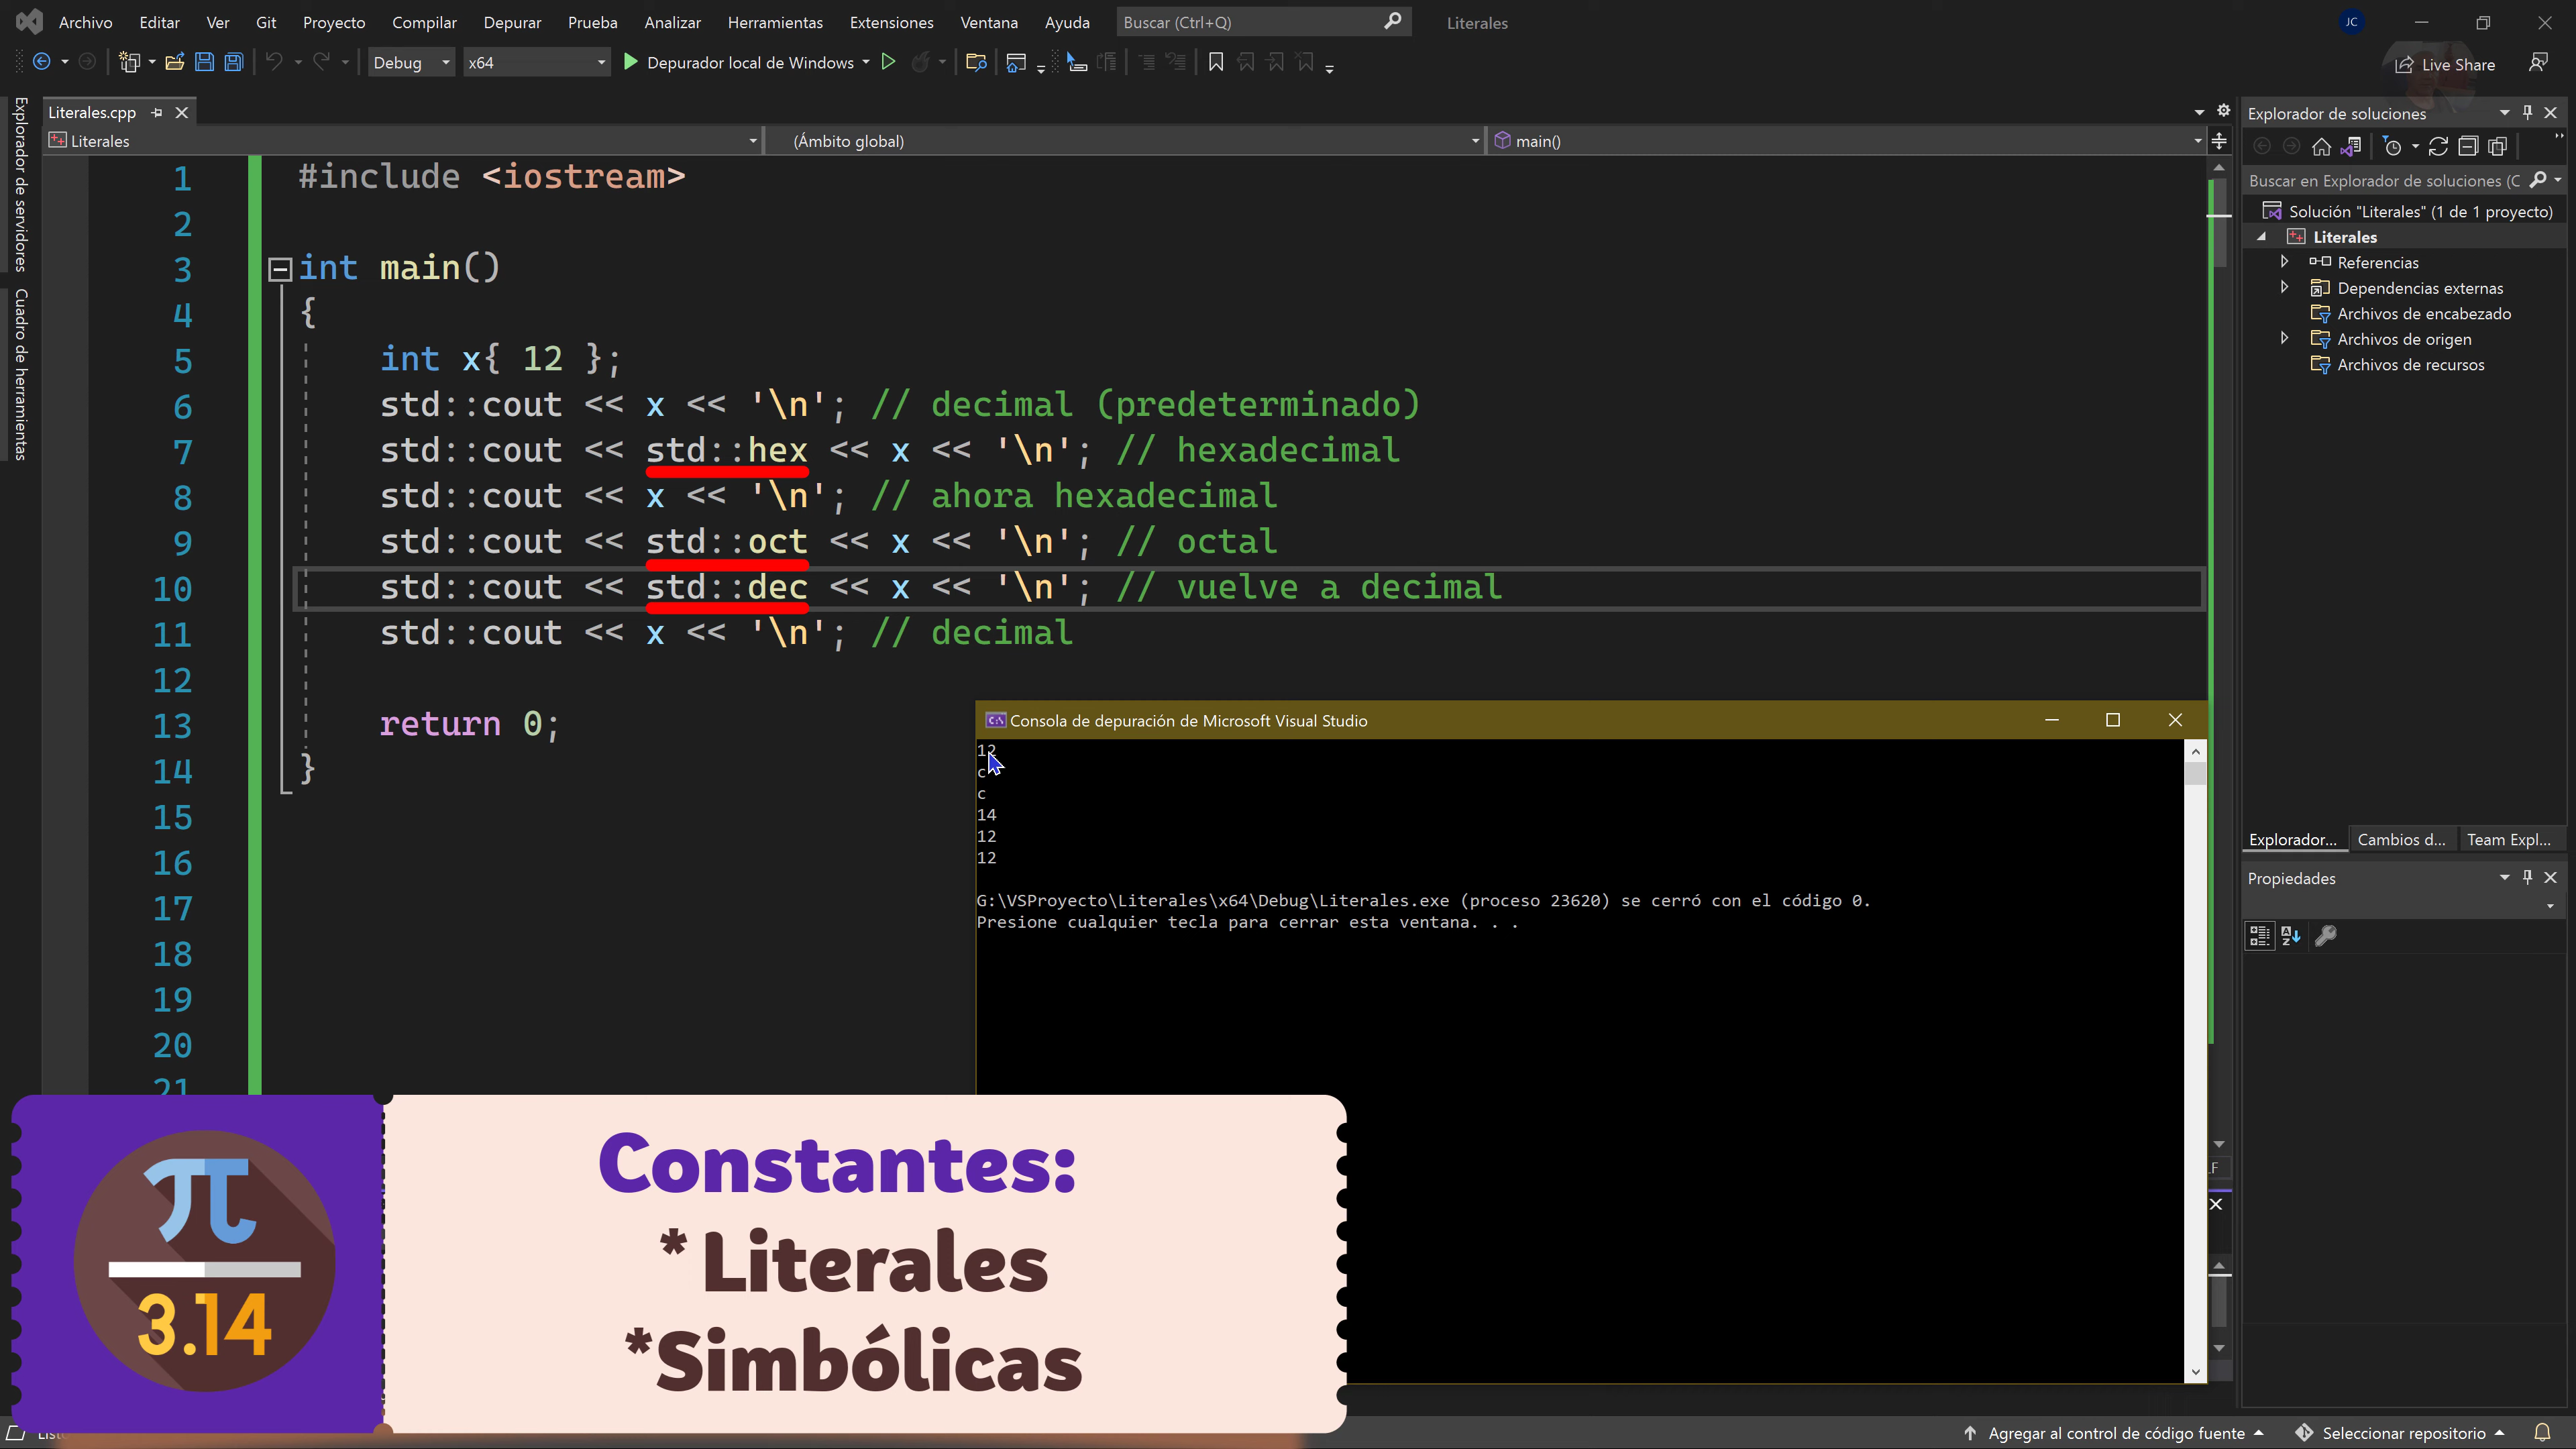 Archivo Editar Ver Git Proyecto Compilar Depurar Prueba Analizar Herramientas Extensiones Ventana Ayuda Buscar (Ctrl+Q) Literales JC
Debug x64 Depurador local de Windows Live Share
Explorador de servidores
Cuadro de herramientas
Literales.cpp
Literales (Ámbito global) main()
1 #include <iostream>
2
3 int main()
4 {
5 int x{ 12 };
6 std::cout << x << '\n'; // decimal (predeterminado)
7 std::cout << std::hex << x << '\n'; // hexadecimal
8 std::cout << x << '\n'; // ahora hexadecimal
9 std::cout << std::oct << x << '\n'; // octal
10 std::cout << std::dec << x << '\n'; // vuelve a decimal
11 std::cout << x << '\n'; // decimal
12
13 return 0;
14 }
15
16
17
18
19
20
21
Consola de depuración de Microsoft Visual Studio
12
c
c
14
12
12
G:\VSProyecto\Literales\x64\Debug\Literales.exe (proceso 23620) se cerró con el código 0.
Presione cualquier tecla para cerrar esta ventana. . .
Explorador de soluciones
Buscar en Explorador de soluciones (C
Solución "Literales" (1 de 1 proyecto)
Literales
Referencias
Dependencias externas
Archivos de encabezado
Archivos de origen
Archivos de recursos
Explorador... Cambios d... Team Expl...
Propiedades
π
3.14
Constantes:
* Literales
*Simbólicas
Agregar al control de código fuente Seleccionar repositorio